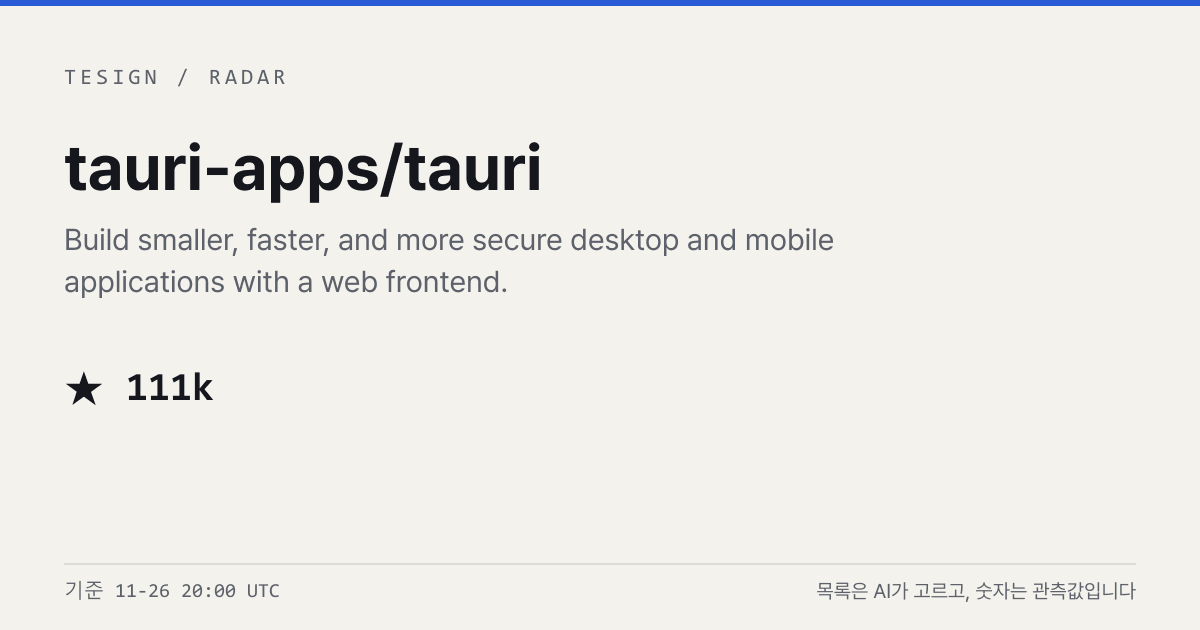 TESIGN / RADAR
tauri-apps/tauri
Build smaller, faster, and more secure desktop and mobile
applications with a web frontend.
★ 111k
기준 11-26 20:00 UTC
목록은 AI가 고르고, 숫자는 관측값입니다